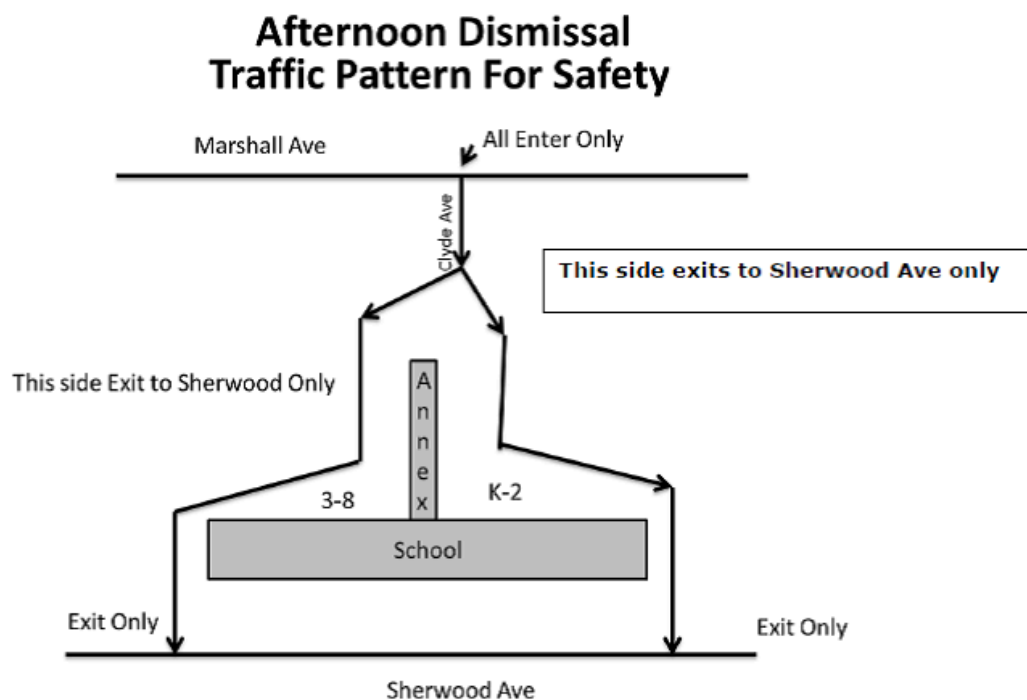 Afternoon Dismissal
Traffic Pattern For Safety
Marshall Ave
All Enter Only
Clyde Ave
This side exits to Sherwood Ave only
This side Exit to Sherwood Only
Annex
3-8
K-2
School
Exit Only
Exit Only
Sherwood Ave